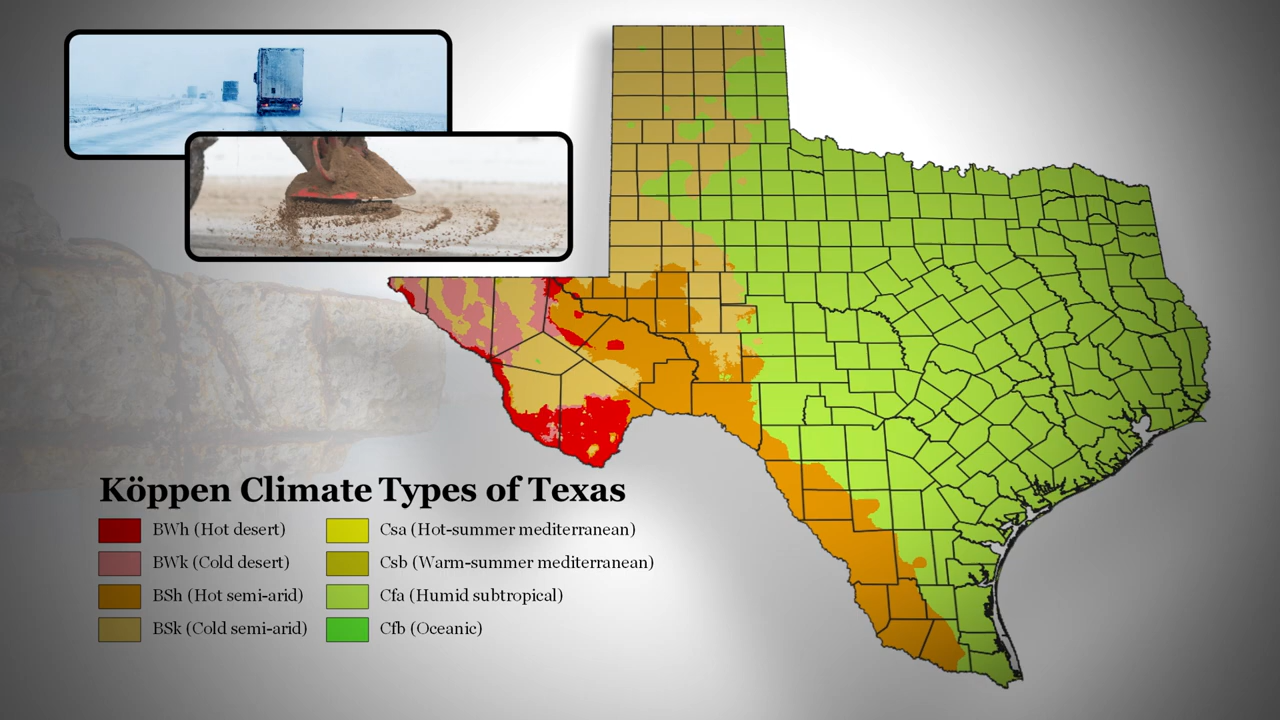 Köppen Climate Types of Texas
BWh (Hot desert)
BWk (Cold desert)
BSh (Hot semi-arid)
BSk (Cold semi-arid)
Csa (Hot-summer mediterranean)
Csb (Warm-summer mediterranean)
Cfa (Humid subtropical)
Cfb (Oceanic)